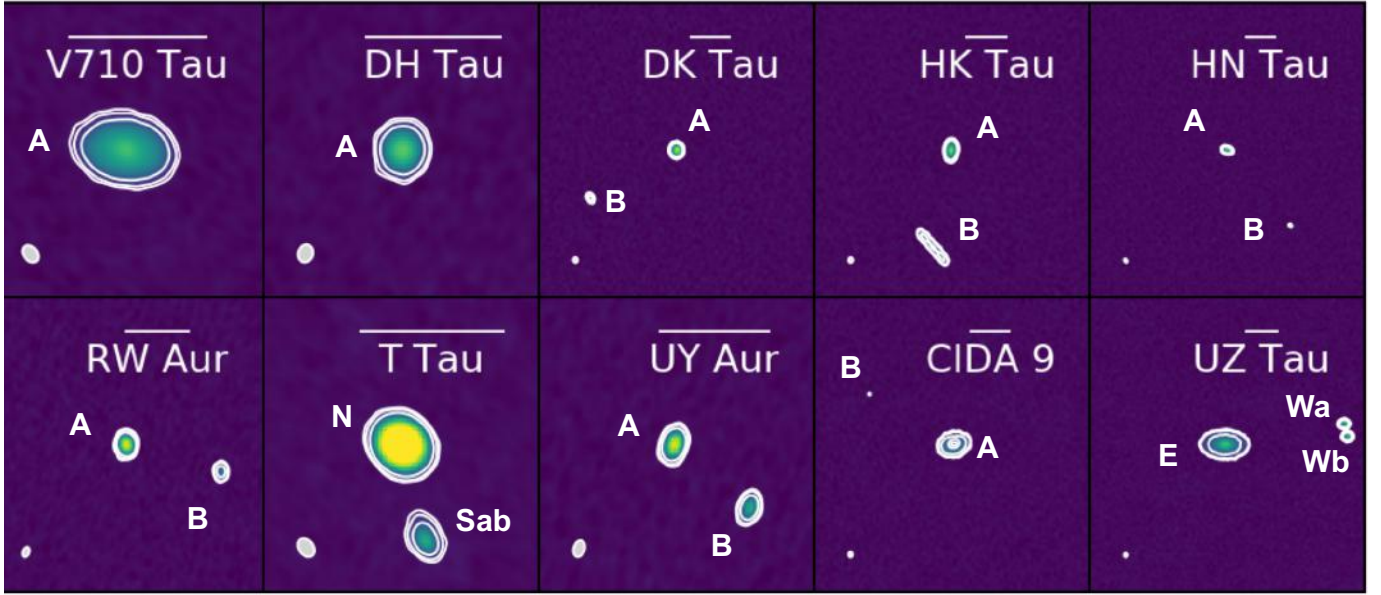 V710 Tau
A
DH Tau
A
DK Tau
A
B
HK Tau
A
B
HN Tau
A
B
RW Aur
A
B
T Tau
N
Sab
UY Aur
A
B
CIDA 9
B
A
UZ Tau
Wa
E
Wb